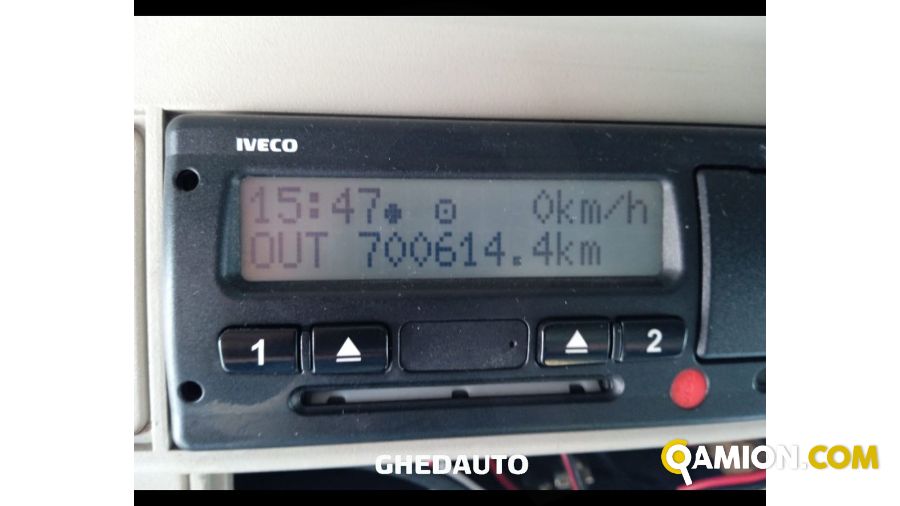 IVECO
15:47 0km/h
OUT 700614.4km
1 2
GHEDAUTO
QAMION.COM